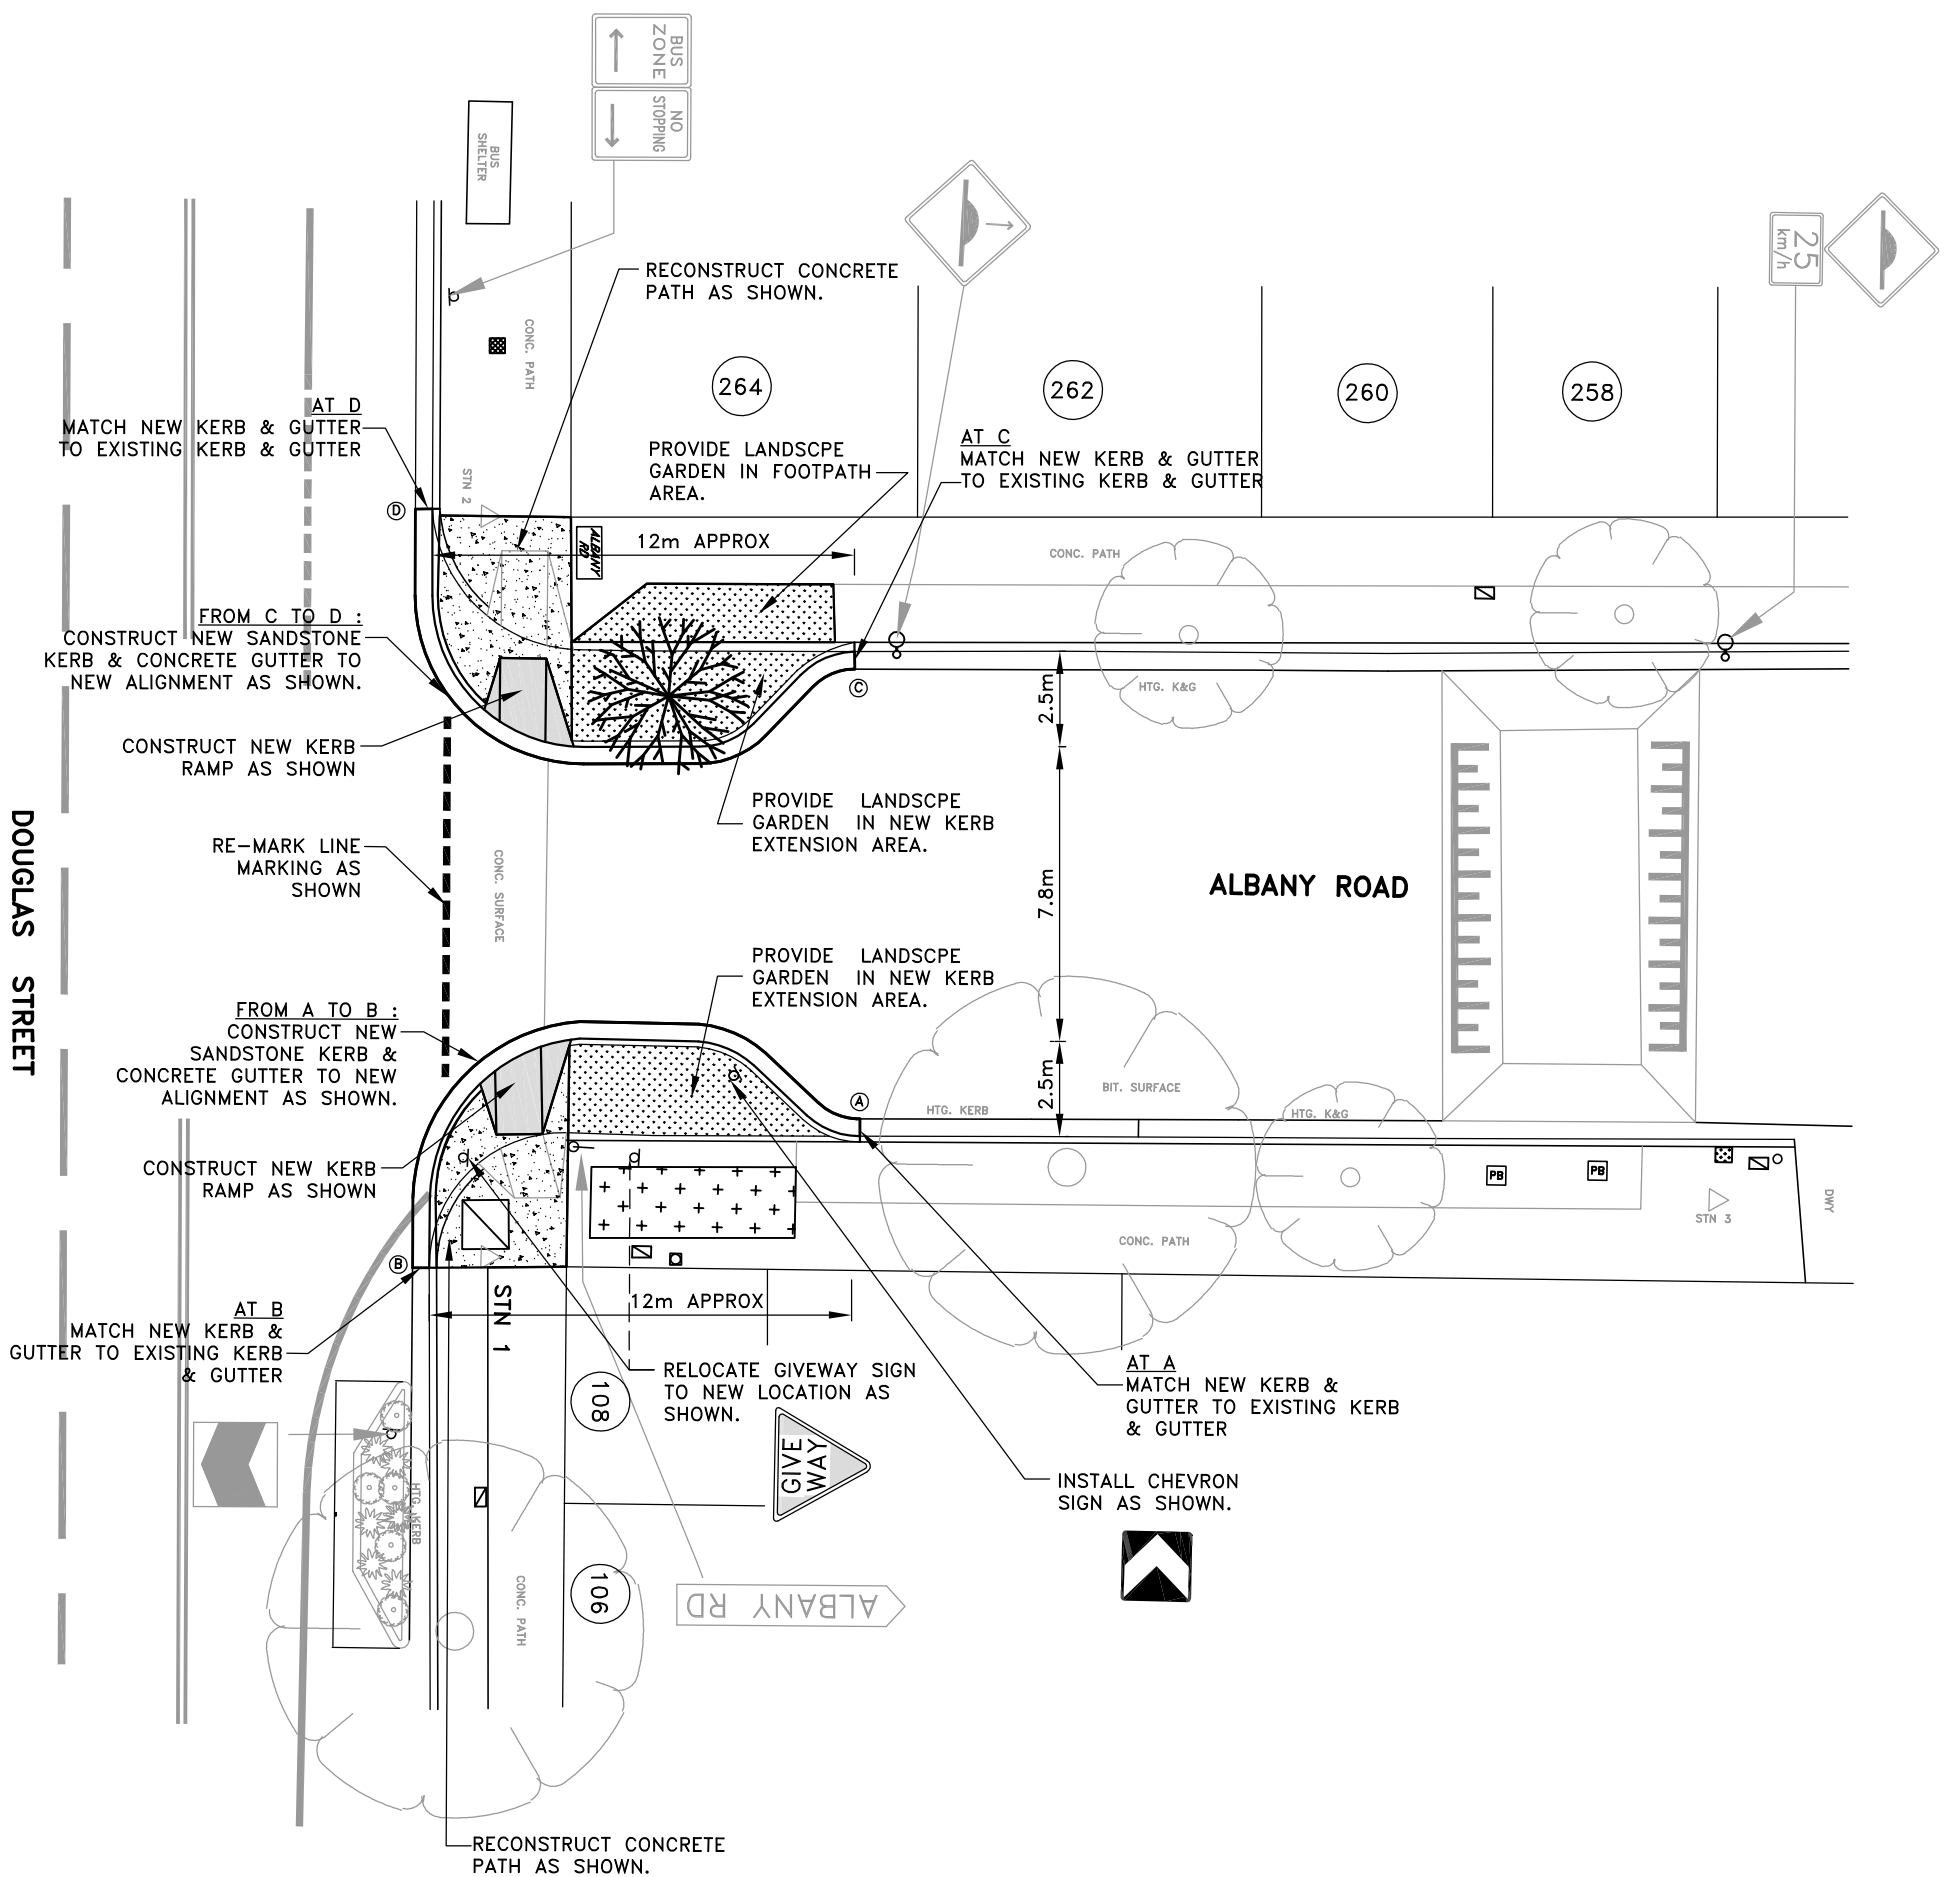 BUS
ZONE
NO
STOPPING
BUS
SHELTER
25
km/h
RECONSTRUCT CONCRETE
PATH AS SHOWN.
CONC. PATH
264
262
260
258
AT D
MATCH NEW KERB & GUTTER
TO EXISTING KERB & GUTTER
PROVIDE LANDSCPE
GARDEN IN FOOTPATH
AREA.
AT C
MATCH NEW KERB & GUTTER
TO EXISTING KERB & GUTTER
STN 2
D
ALBANY
RD
12m APPROX
CONC. PATH
FROM C TO D :
CONSTRUCT NEW SANDSTONE
KERB & CONCRETE GUTTER TO
NEW ALIGNMENT AS SHOWN.
C
HTG. K&G
2.5m
CONSTRUCT NEW KERB
RAMP AS SHOWN
PROVIDE LANDSCPE
GARDEN IN NEW KERB
EXTENSION AREA.
RE-MARK LINE
MARKING AS
SHOWN
CONC. SURFACE
7.8m
ALBANY ROAD
DOUGLAS STREET
PROVIDE LANDSCPE
GARDEN IN NEW KERB
EXTENSION AREA.
FROM A TO B :
CONSTRUCT NEW
SANDSTONE KERB &
CONCRETE GUTTER TO NEW
ALIGNMENT AS SHOWN.
2.5m
A
BIT. SURFACE
HTG. KERB
HTG. K&G
CONSTRUCT NEW KERB
RAMP AS SHOWN
PB
PB
STN 3
DWY
CONC. PATH
B
STN 1
12m APPROX
AT B
MATCH NEW KERB &
GUTTER TO EXISTING KERB
& GUTTER
RELOCATE GIVEWAY SIGN
TO NEW LOCATION AS
SHOWN.
AT A
MATCH NEW KERB &
GUTTER TO EXISTING KERB
& GUTTER
108
GIVE
WAY
INSTALL CHEVRON
SIGN AS SHOWN.
HTG. KERB
CONC. PATH
106
ALBANY RD
RECONSTRUCT CONCRETE
PATH AS SHOWN.